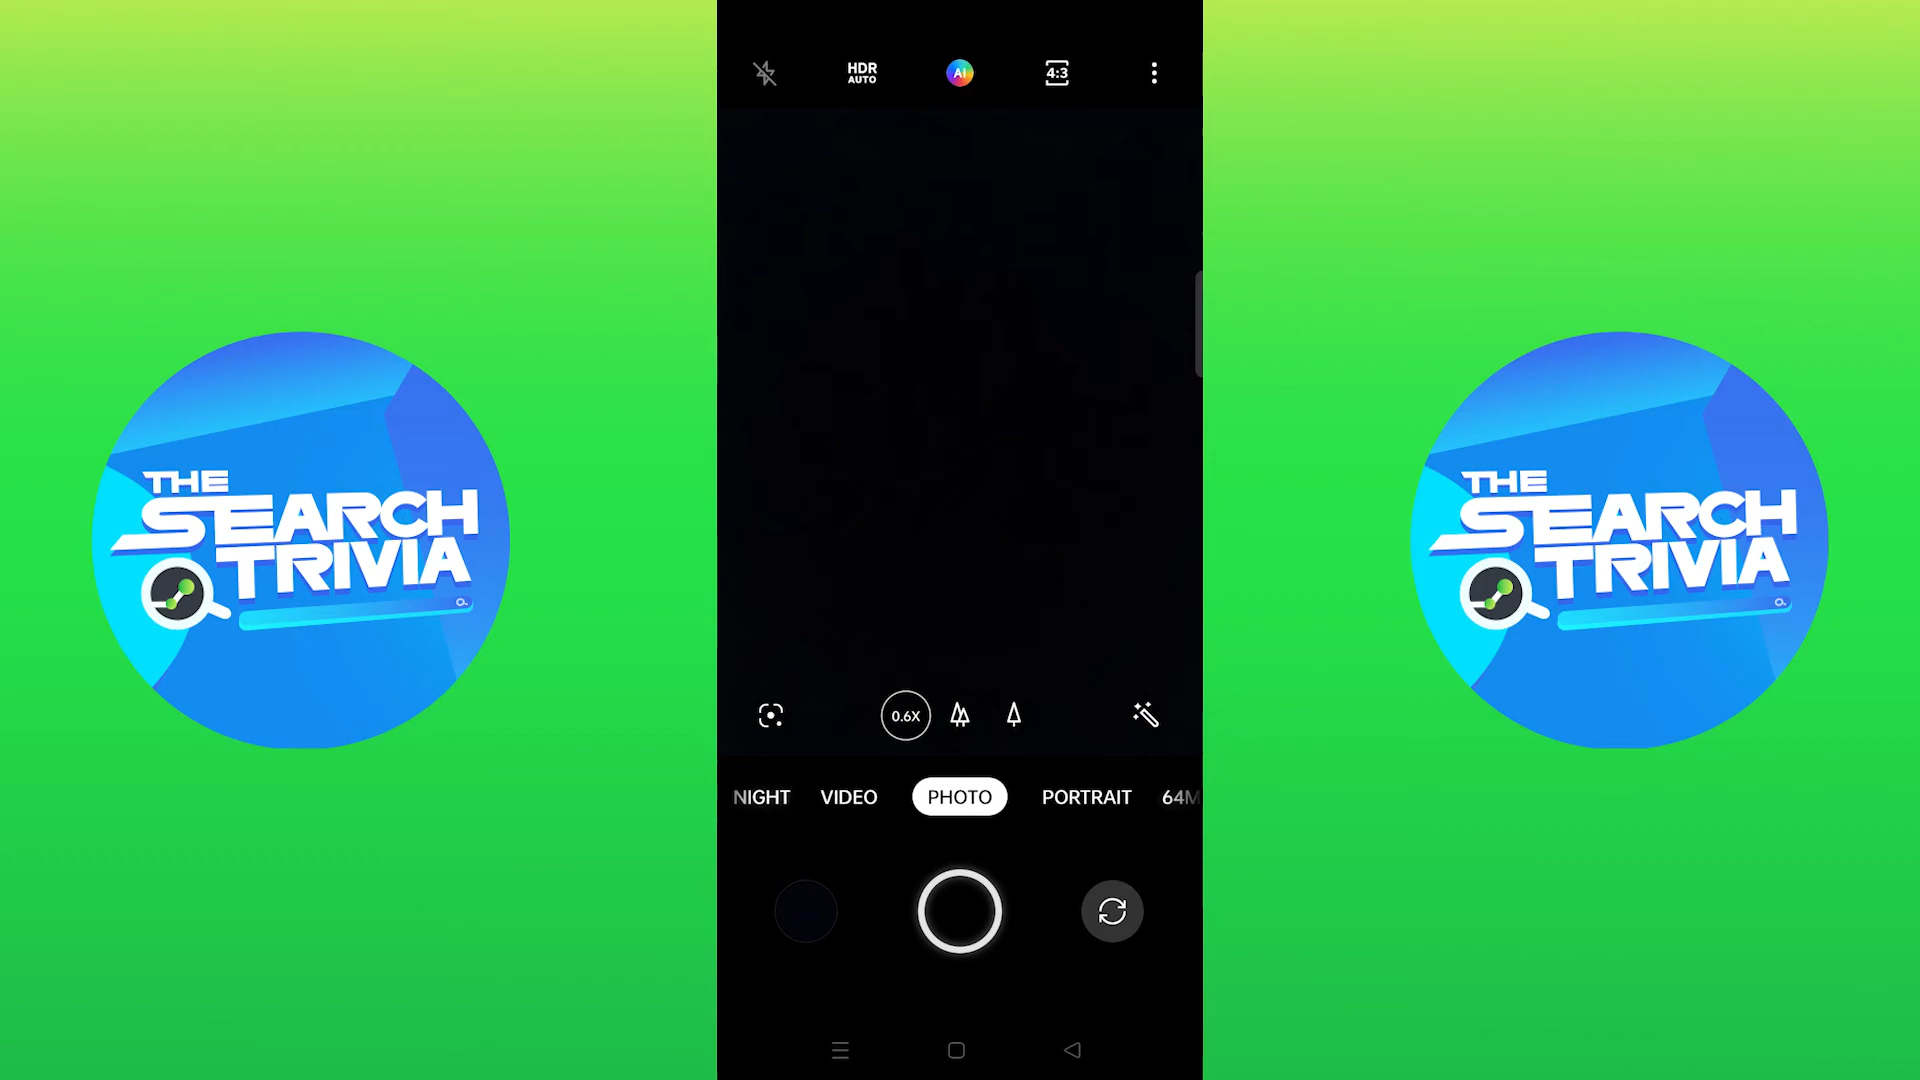 HDR
AUTO
AI
4:3
THE
SEARCH
TRIVIA
THE
SEARCH
TRIVIA
0.6X
NIGHT VIDEO PHOTO PORTRAIT 64M